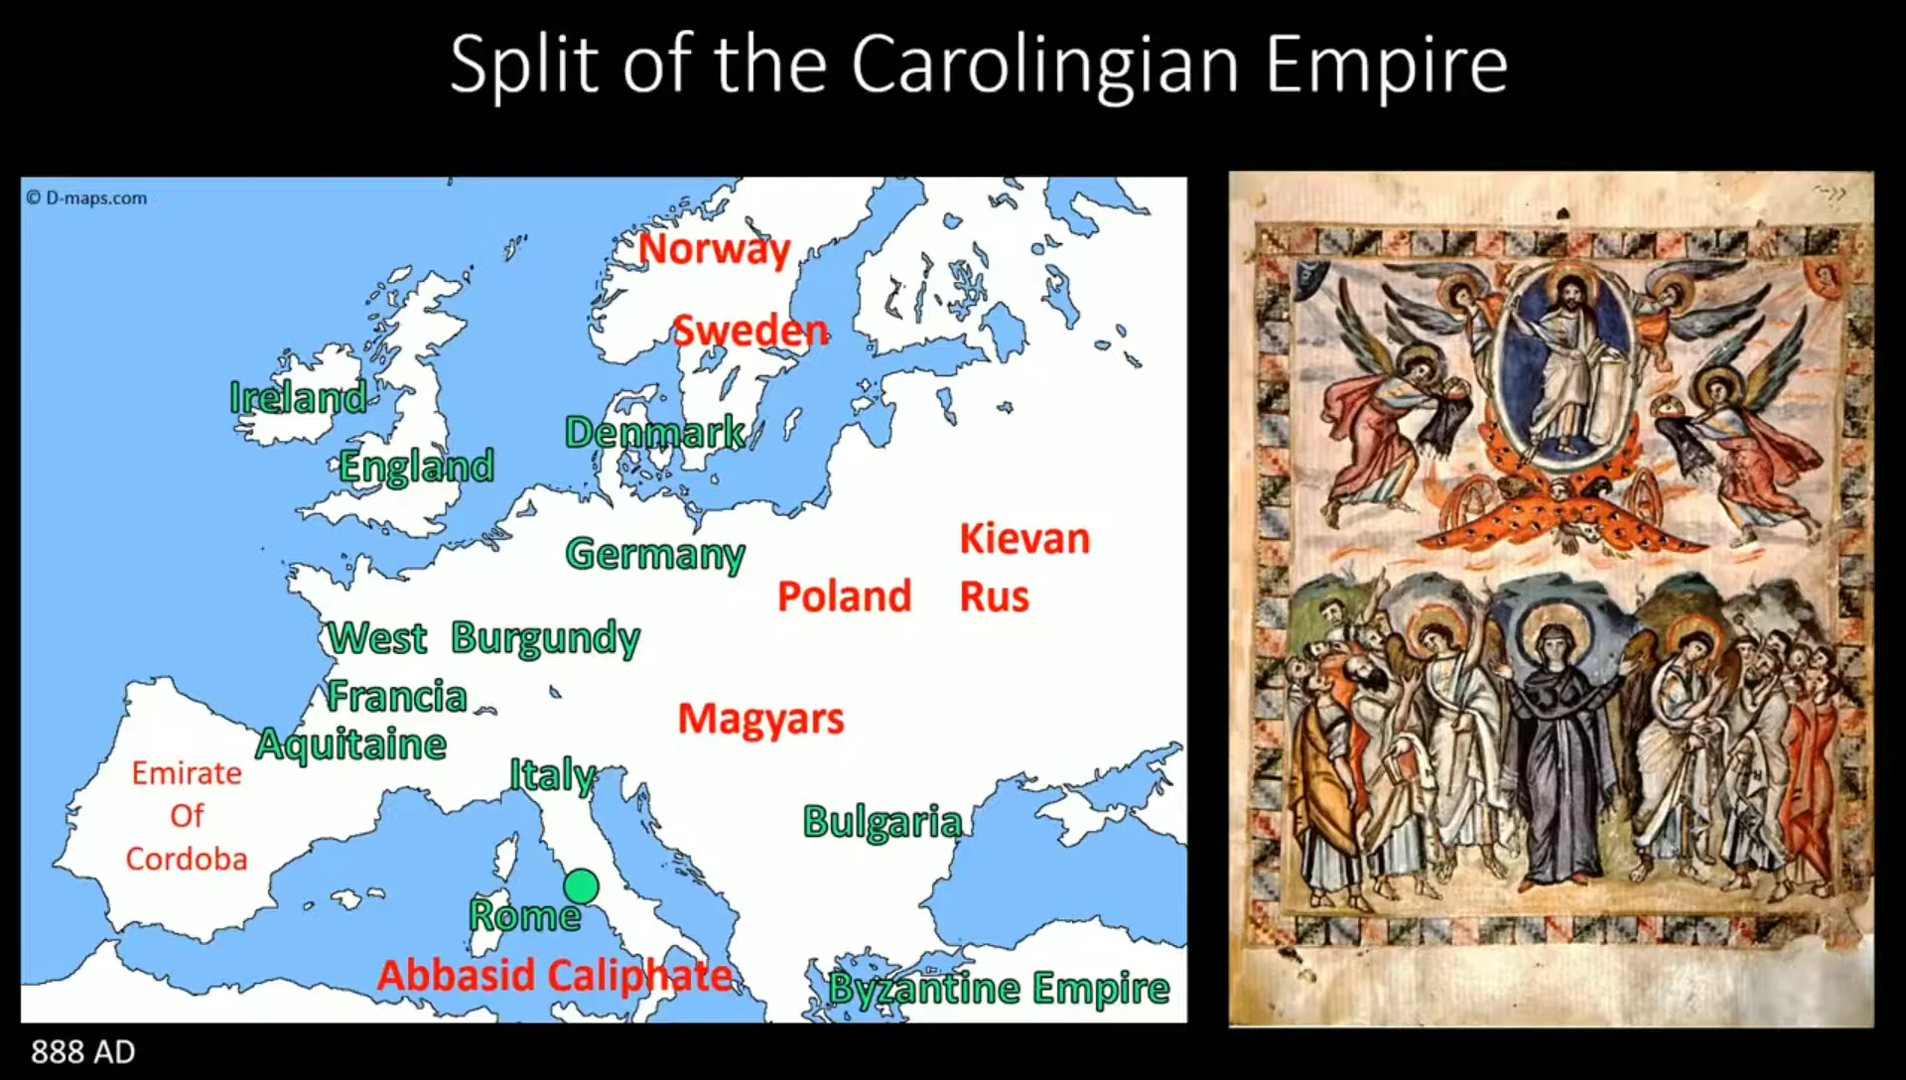 Split of the Carolingian Empire
© D-maps.com
Norway
Sweden
Ireland
Denmark
England
Germany
Kievan
Rus
Poland
West Burgundy
Francia
Magyars
Aquitaine
Italy
Emirate
Of
Cordoba
Bulgaria
Rome
Abbasid Caliphate
Byzantine Empire
888 AD